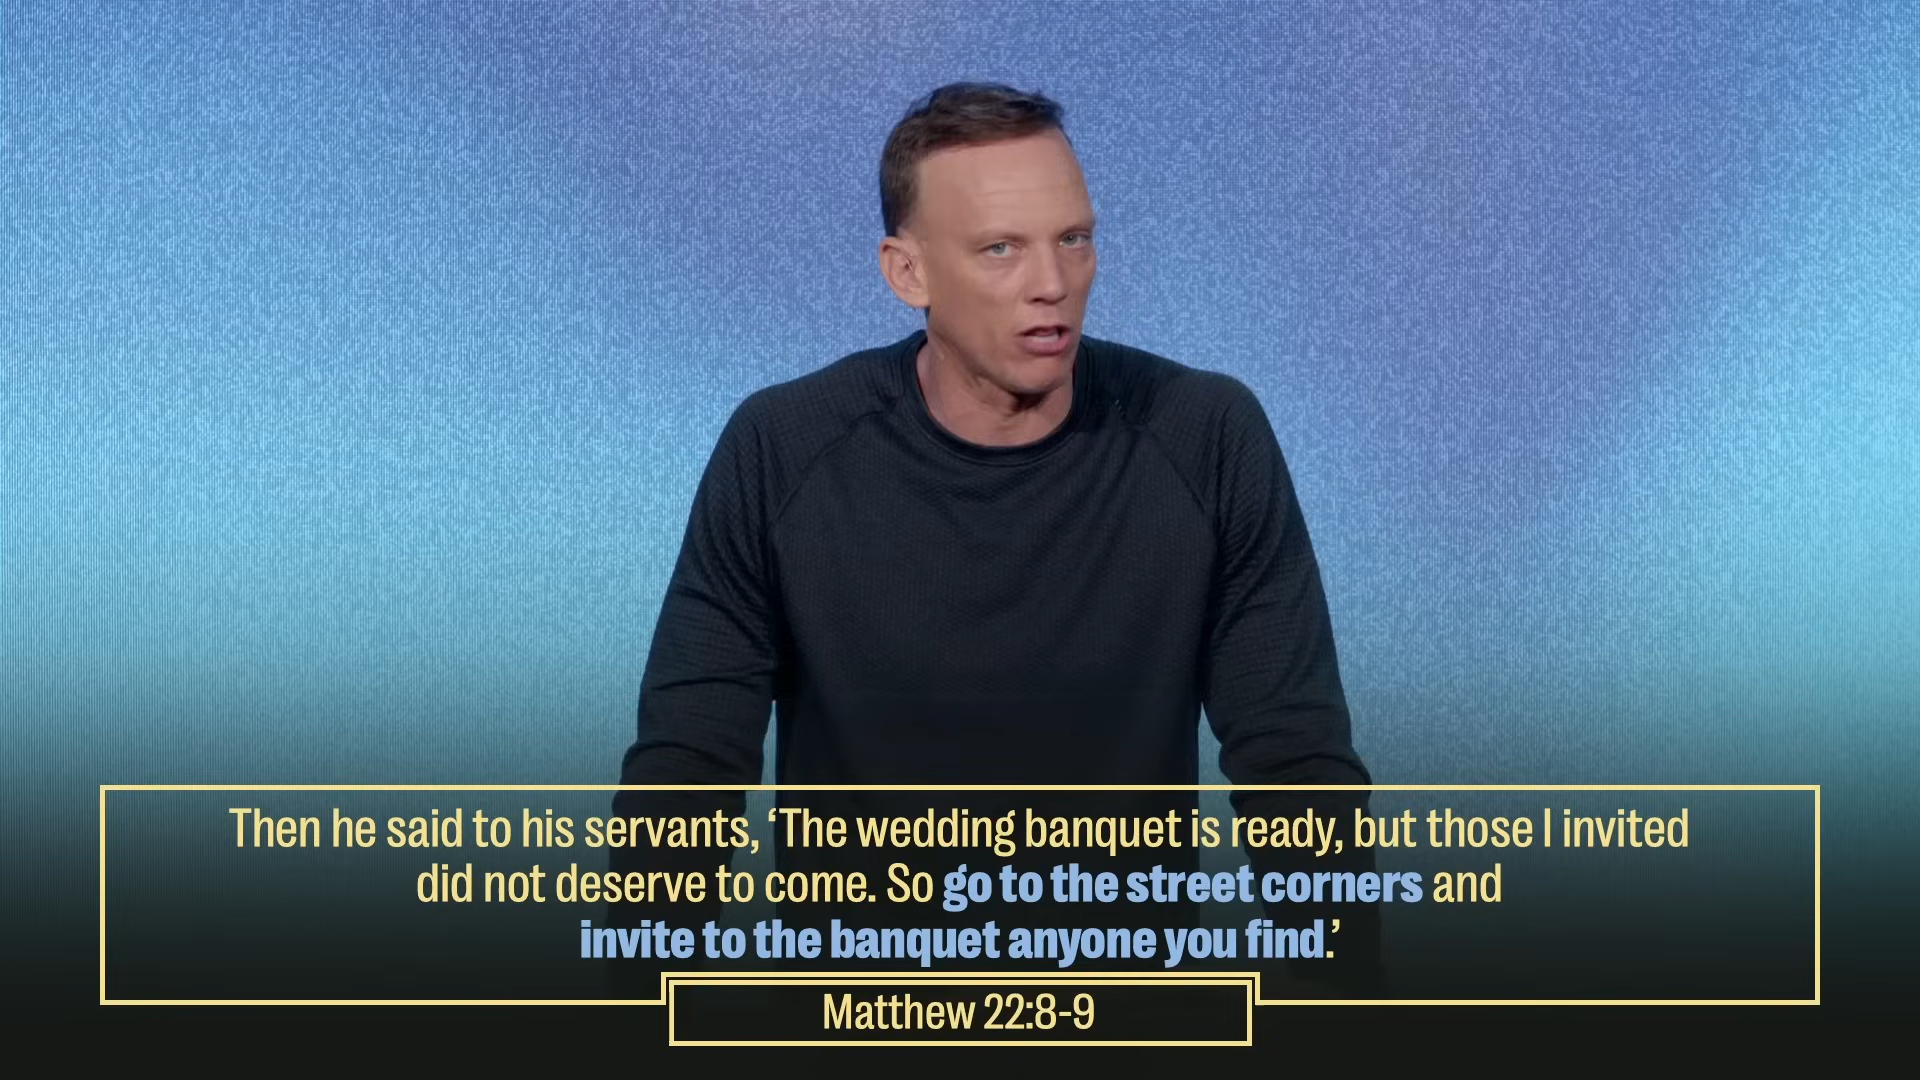 Then he said to his servants, ‘The wedding banquet is ready, but those I invited
did not deserve to come. So go to the street corners and
invite to the banquet anyone you find.’
Matthew 22:8-9